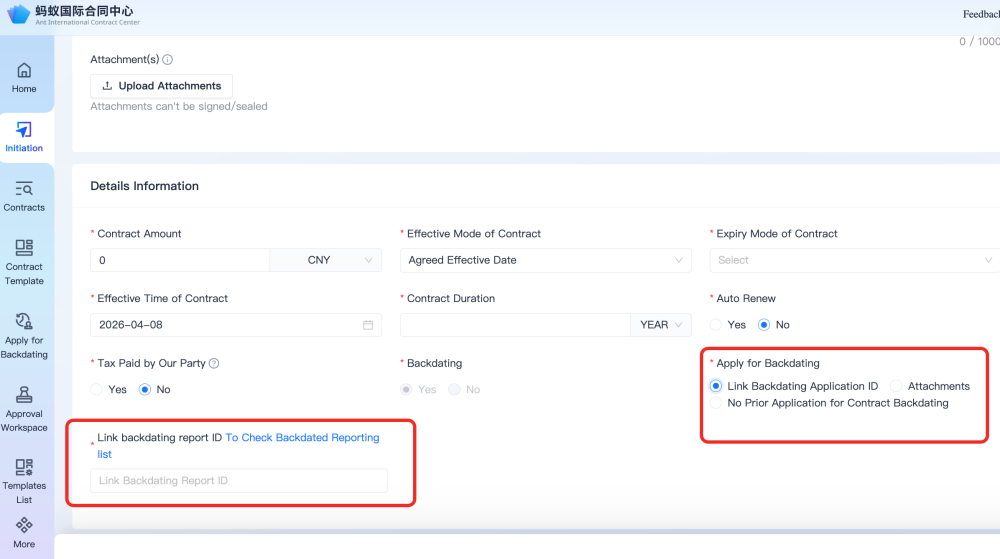 蚂蚁国际合同中心
Ant International Contract Center
Feedback
0 / 1000
Attachment(s)
Upload Attachments
Attachments can't be signed/sealed
Home
Initiation
Contracts
Contract
Template
Apply for
Backdating
Approval
Workspace
Templates
List
More
Details Information
* Contract Amount
0 CNY
* Effective Mode of Contract
Agreed Effective Date
* Expiry Mode of Contract
Select
* Effective Time of Contract
2026-04-08
* Contract Duration
YEAR
* Auto Renew
Yes No
* Tax Paid by Our Party
Yes No
* Backdating
Yes No
* Apply for Backdating
Link Backdating Application ID Attachments
No Prior Application for Contract Backdating
* Link backdating report ID To Check Backdated Reporting
list
Link Backdating Report ID